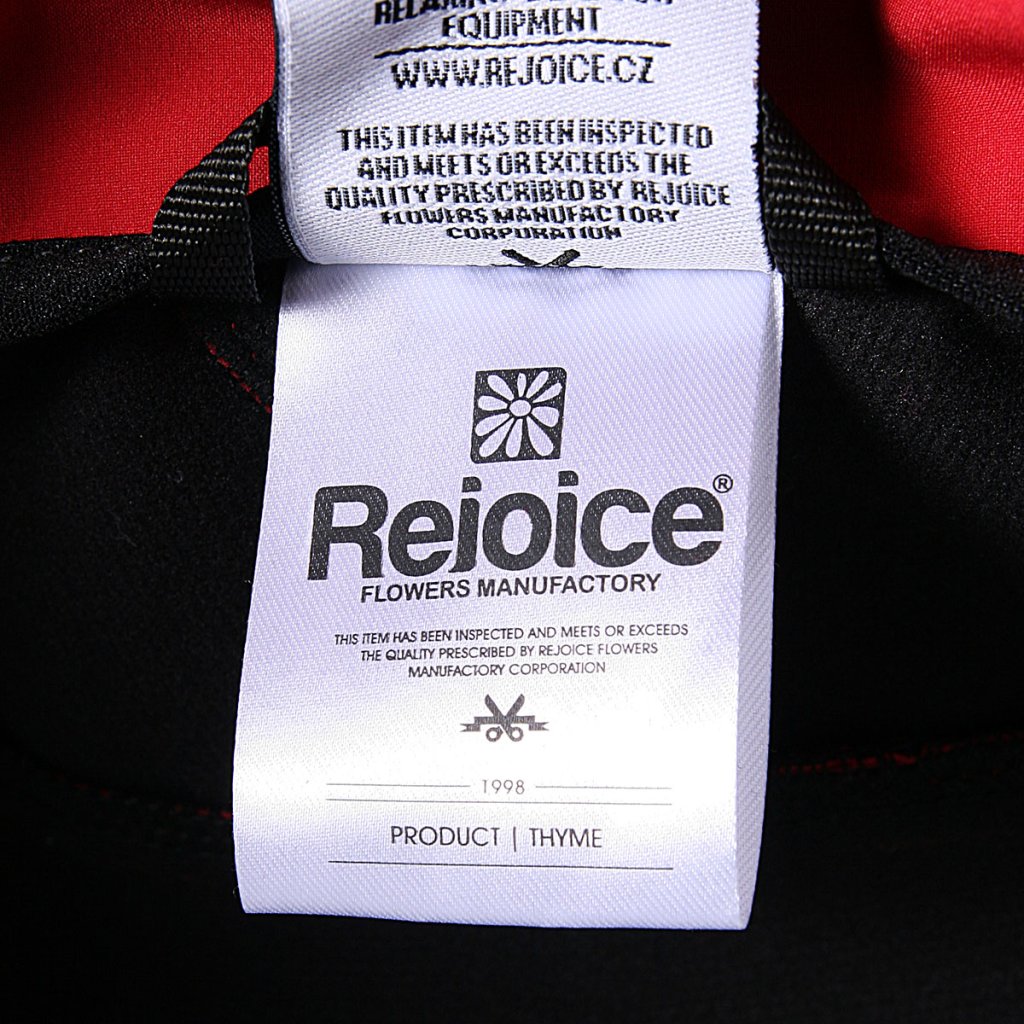 EQUIPMENT
WWW.REJOICE.CZ
THIS ITEM HAS BEEN INSPECTED
AND MEETS OR EXCEEDS THE
QUALITY PRESCRIBED BY REJOICE
FLOWERS MANUFACTORY
CORPORATION
Rejoice®
FLOWERS MANUFACTORY
THIS ITEM HAS BEEN INSPECTED AND MEETS OR EXCEEDS
THE QUALITY PRESCRIBED BY REJOICE FLOWERS
MANUFACTORY CORPORATION
1998
PRODUCT | THYME